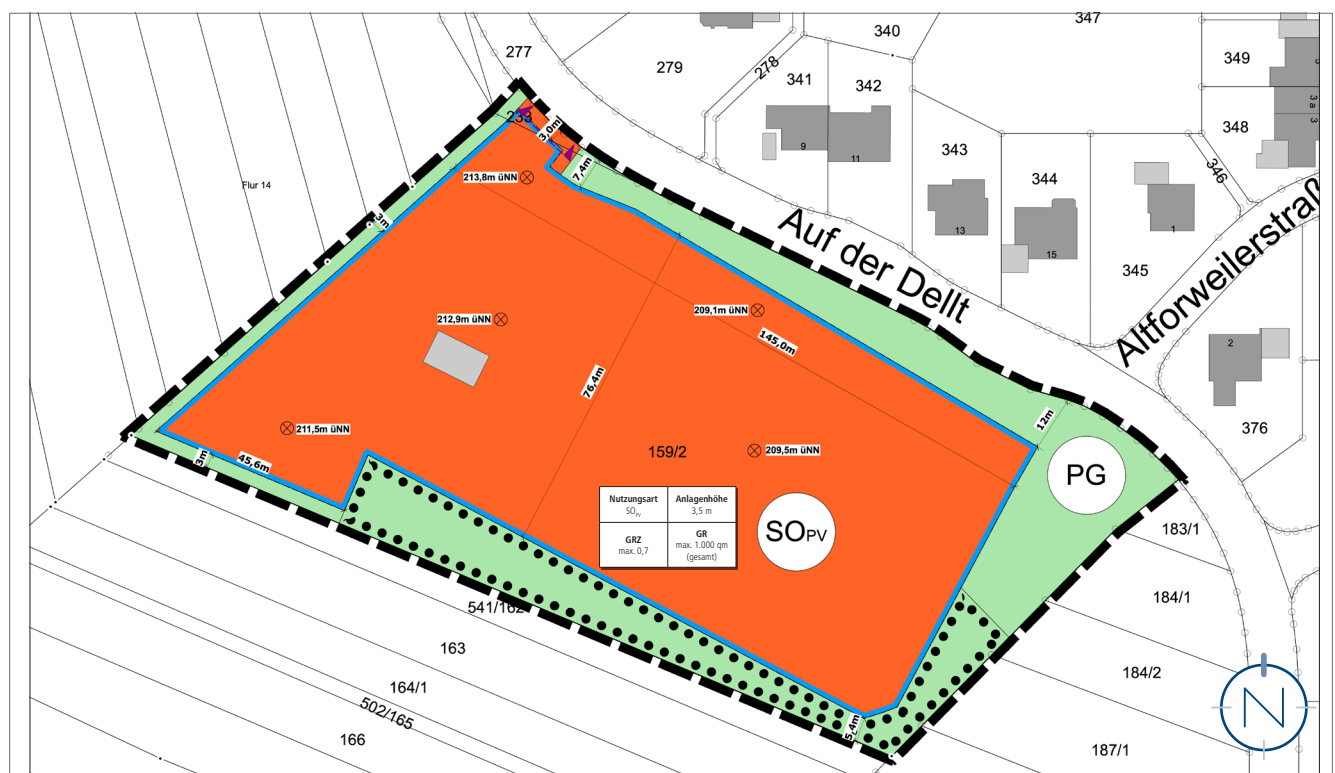 277
279
278
340
341
342
347
349
348
346
3 a
3
233
3,0m
7,4m
9
11
343
344
345
13
15
1
213,8m üNN
Flur 14
3m
Auf der Dellt
Altforweilerstraß
212,9m üNN
209,1m üNN
145,0m
76,4m
2
376
12m
211,5m üNN
159/2
209,5m üNN
3m
45,6m
PG
Nutzungsart
SOPV
Anlagenhöhe
3,5 m
GRZ
max. 0,7
GR
max. 1.000 qm
(gesamt)
SOPV
183/1
184/1
541/162
163
164/1
502/165
166
184/2
187/1
5,4m
N